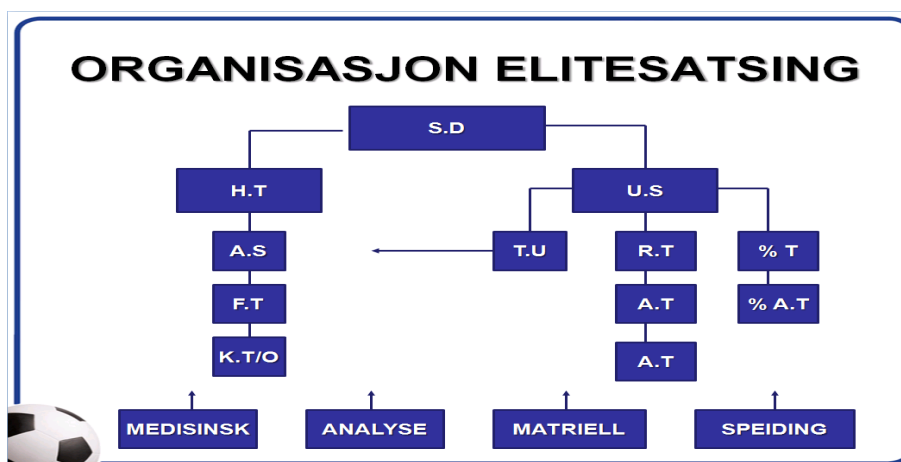 ORGANISASJON ELITESATSING
S.D
H.T
U.S
A.S
T.U
R.T
% T
F.T
A.T
% A.T
K.T/O
A.T
MEDISINSK
ANALYSE
MATRIELL
SPEIDING